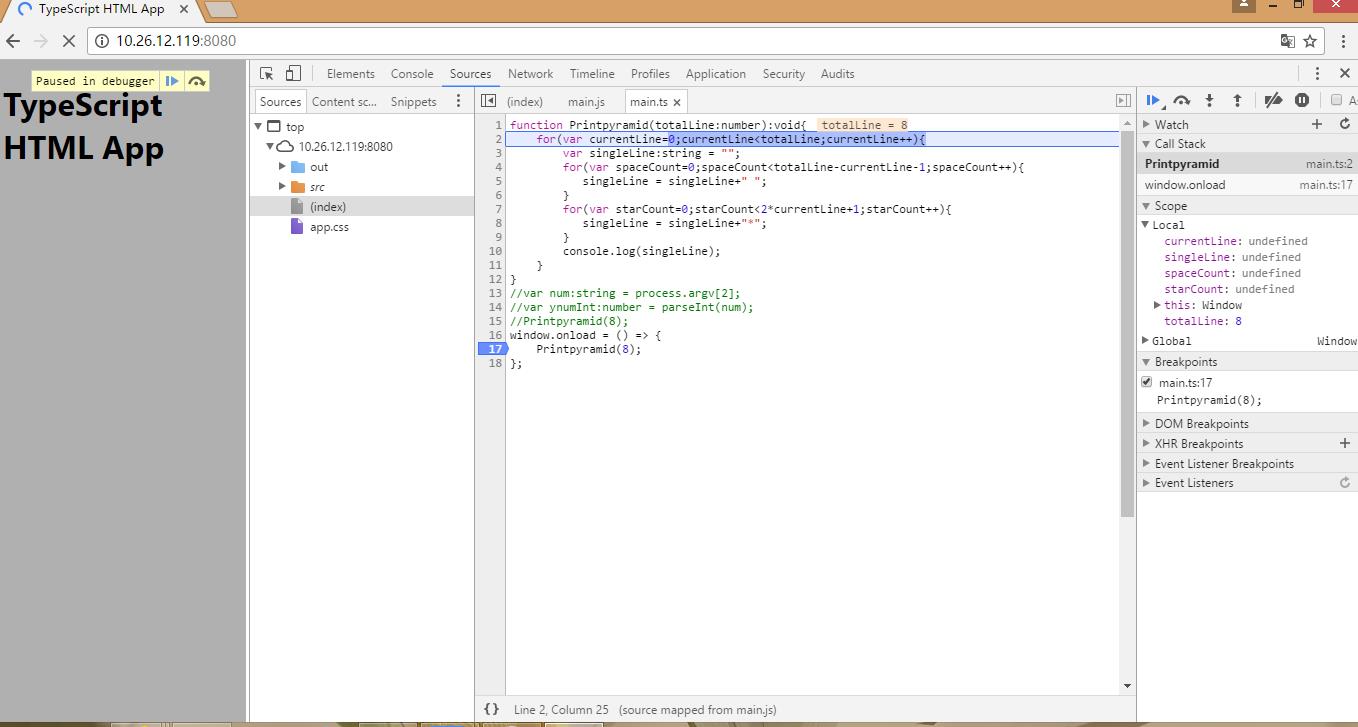 TypeScript HTML App
10.26.12.119:8080
Paused in debugger
TypeScript
HTML App
Elements Console Sources Network Timeline Profiles Application Security Audits
Sources Content sc... Snippets
top
10.26.12.119:8080
out
src
(index)
app.css
(index) main.js main.ts
1 function Printpyramid(totalLine:number):void{ totalLine = 8
2 for(var currentLine=0;currentLine<totalLine;currentLine++){
3 var singleLine:string = "";
4 for(var spaceCount=0;spaceCount<totalLine-currentLine-1;spaceCount++){
5 singleLine = singleLine+" ";
6 }
7 for(var starCount=0;starCount<2*currentLine+1;starCount++){
8 singleLine = singleLine+"*";
9 }
10 console.log(singleLine);
11 }
12 }
13 //var num:string = process.argv[2];
14 //var ynumInt:number = parseInt(num);
15 //Printpyramid(8);
16 window.onload = () => {
17 Printpyramid(8);
18 };
{} Line 2, Column 25 (source mapped from main.js)
As
Watch
Call Stack
Printpyramid main.ts:2
window.onload main.ts:17
Scope
Local
currentLine: undefined
singleLine: undefined
spaceCount: undefined
starCount: undefined
this: Window
totalLine: 8
Global Window
Breakpoints
main.ts:17
Printpyramid(8);
DOM Breakpoints
XHR Breakpoints
Event Listener Breakpoints
Event Listeners